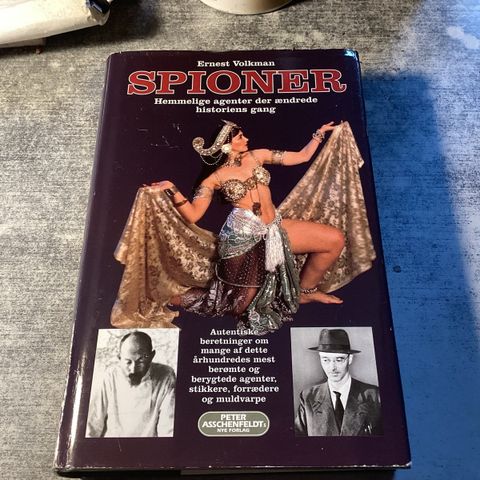 Ernest Volkman
SPIONER
Hemmelige agenter der ændrede
historiens gang
Autentiske
beretninger om
mange af dette
århundredes mest
berømte og
berygtede agenter,
stikkere, forrædere
og muldvarpe
PETER
ASSCHENFELDTs
NYE FORLAG